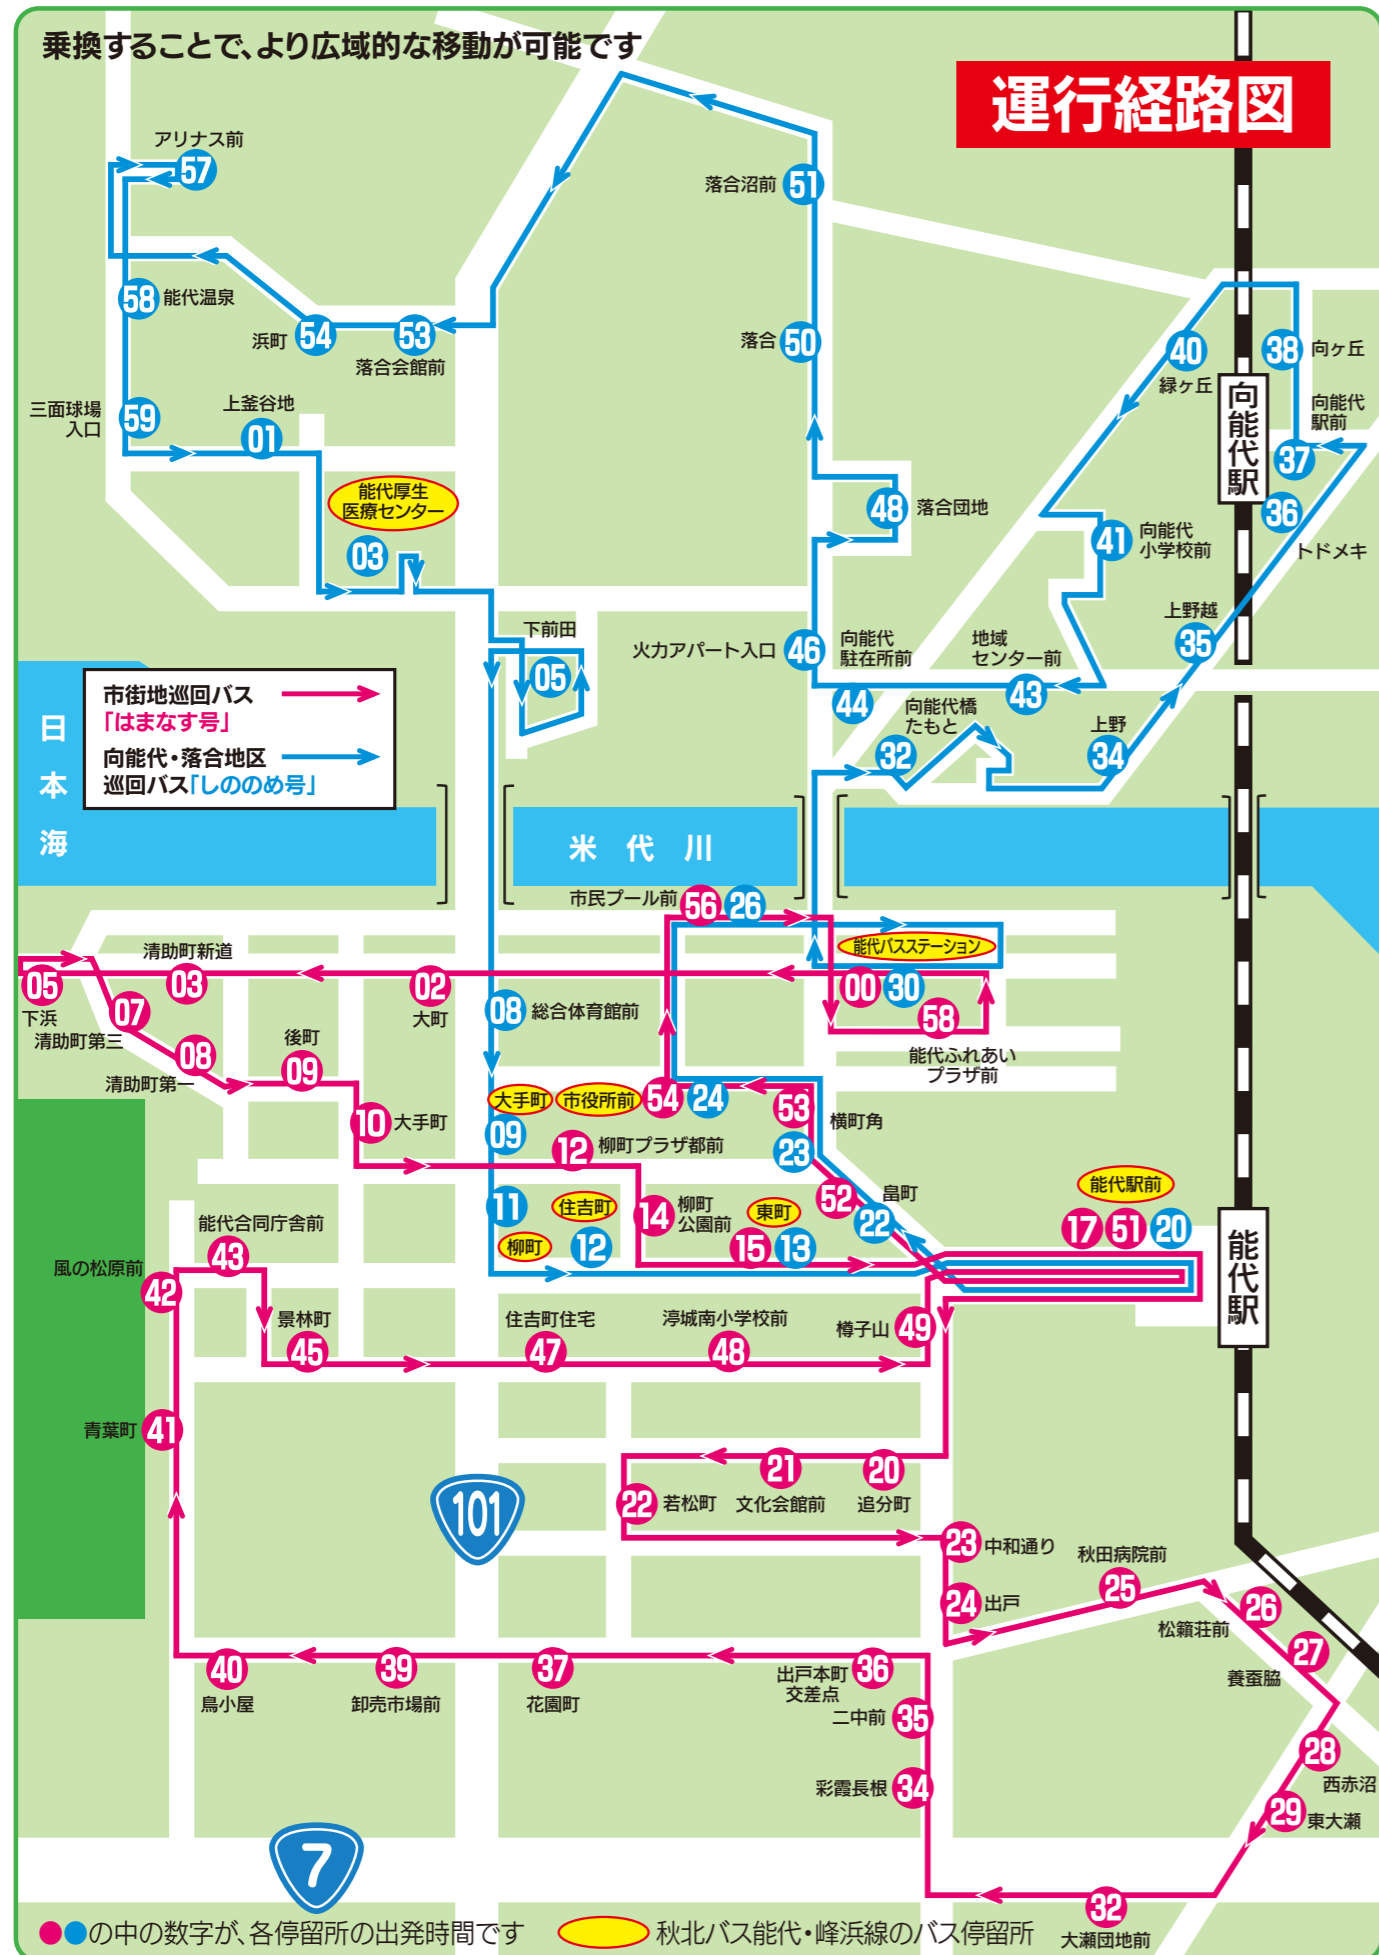 乗換することで、より広域的な移動が可能です
運行経路図
アリナス前
57
58
能代温泉
浜町
54
53
落合会館前
落合沼前
51
落合
50
三面球場
入口
59
上釜谷地
01
能代厚生
医療センター
03
40
緑ヶ丘
38
向ヶ丘
向能代
駅前
37
向能代駅
36
トドメキ
48
落合団地
41
向能代
小学校前
上野越
35
下前田
05
火力アパート入口
46
向能代
駐在所前
44
地域
センター前
43
向能代橋
たもと
32
上野
34
市街地巡回バス
「はまなす号」
向能代・落合地区
巡回バス「しののめ号」
日本海
米代川
市民プール前
56
26
能代バスステーション
00
30
58
能代ふれあい
プラザ前
清助町新道
05
下浜
03
02
大町
07
清助町第三
08
清助町第一
後町
09
10
大手町
08
総合体育館前
大手町
09
市役所前
54
24
53
横町角
23
12
柳町プラザ都前
11
柳町
住吉町
12
14
柳町
公園前
東町
15
13
52
畠町
22
能代駅前
17
51
20
能代駅
能代合同庁舎前
43
風の松原前
42
景林町
45
住吉町住宅
47
渟城南小学校前
48
樽子山
49
青葉町
41
101
22
若松町
21
文化会館前
20
追分町
23
中和通り
24
出戸
秋田病院前
25
松籟荘前
26
27
養蚕脇
28
西赤沼
29
東大瀬
40
鳥小屋
39
卸売市場前
37
花園町
出戸本町
交差点
36
二中前
35
彩霞長根
34
7
32
大瀬団地前
●●の中の数字が、各停留所の出発時間です
秋北バス能代・峰浜線のバス停留所